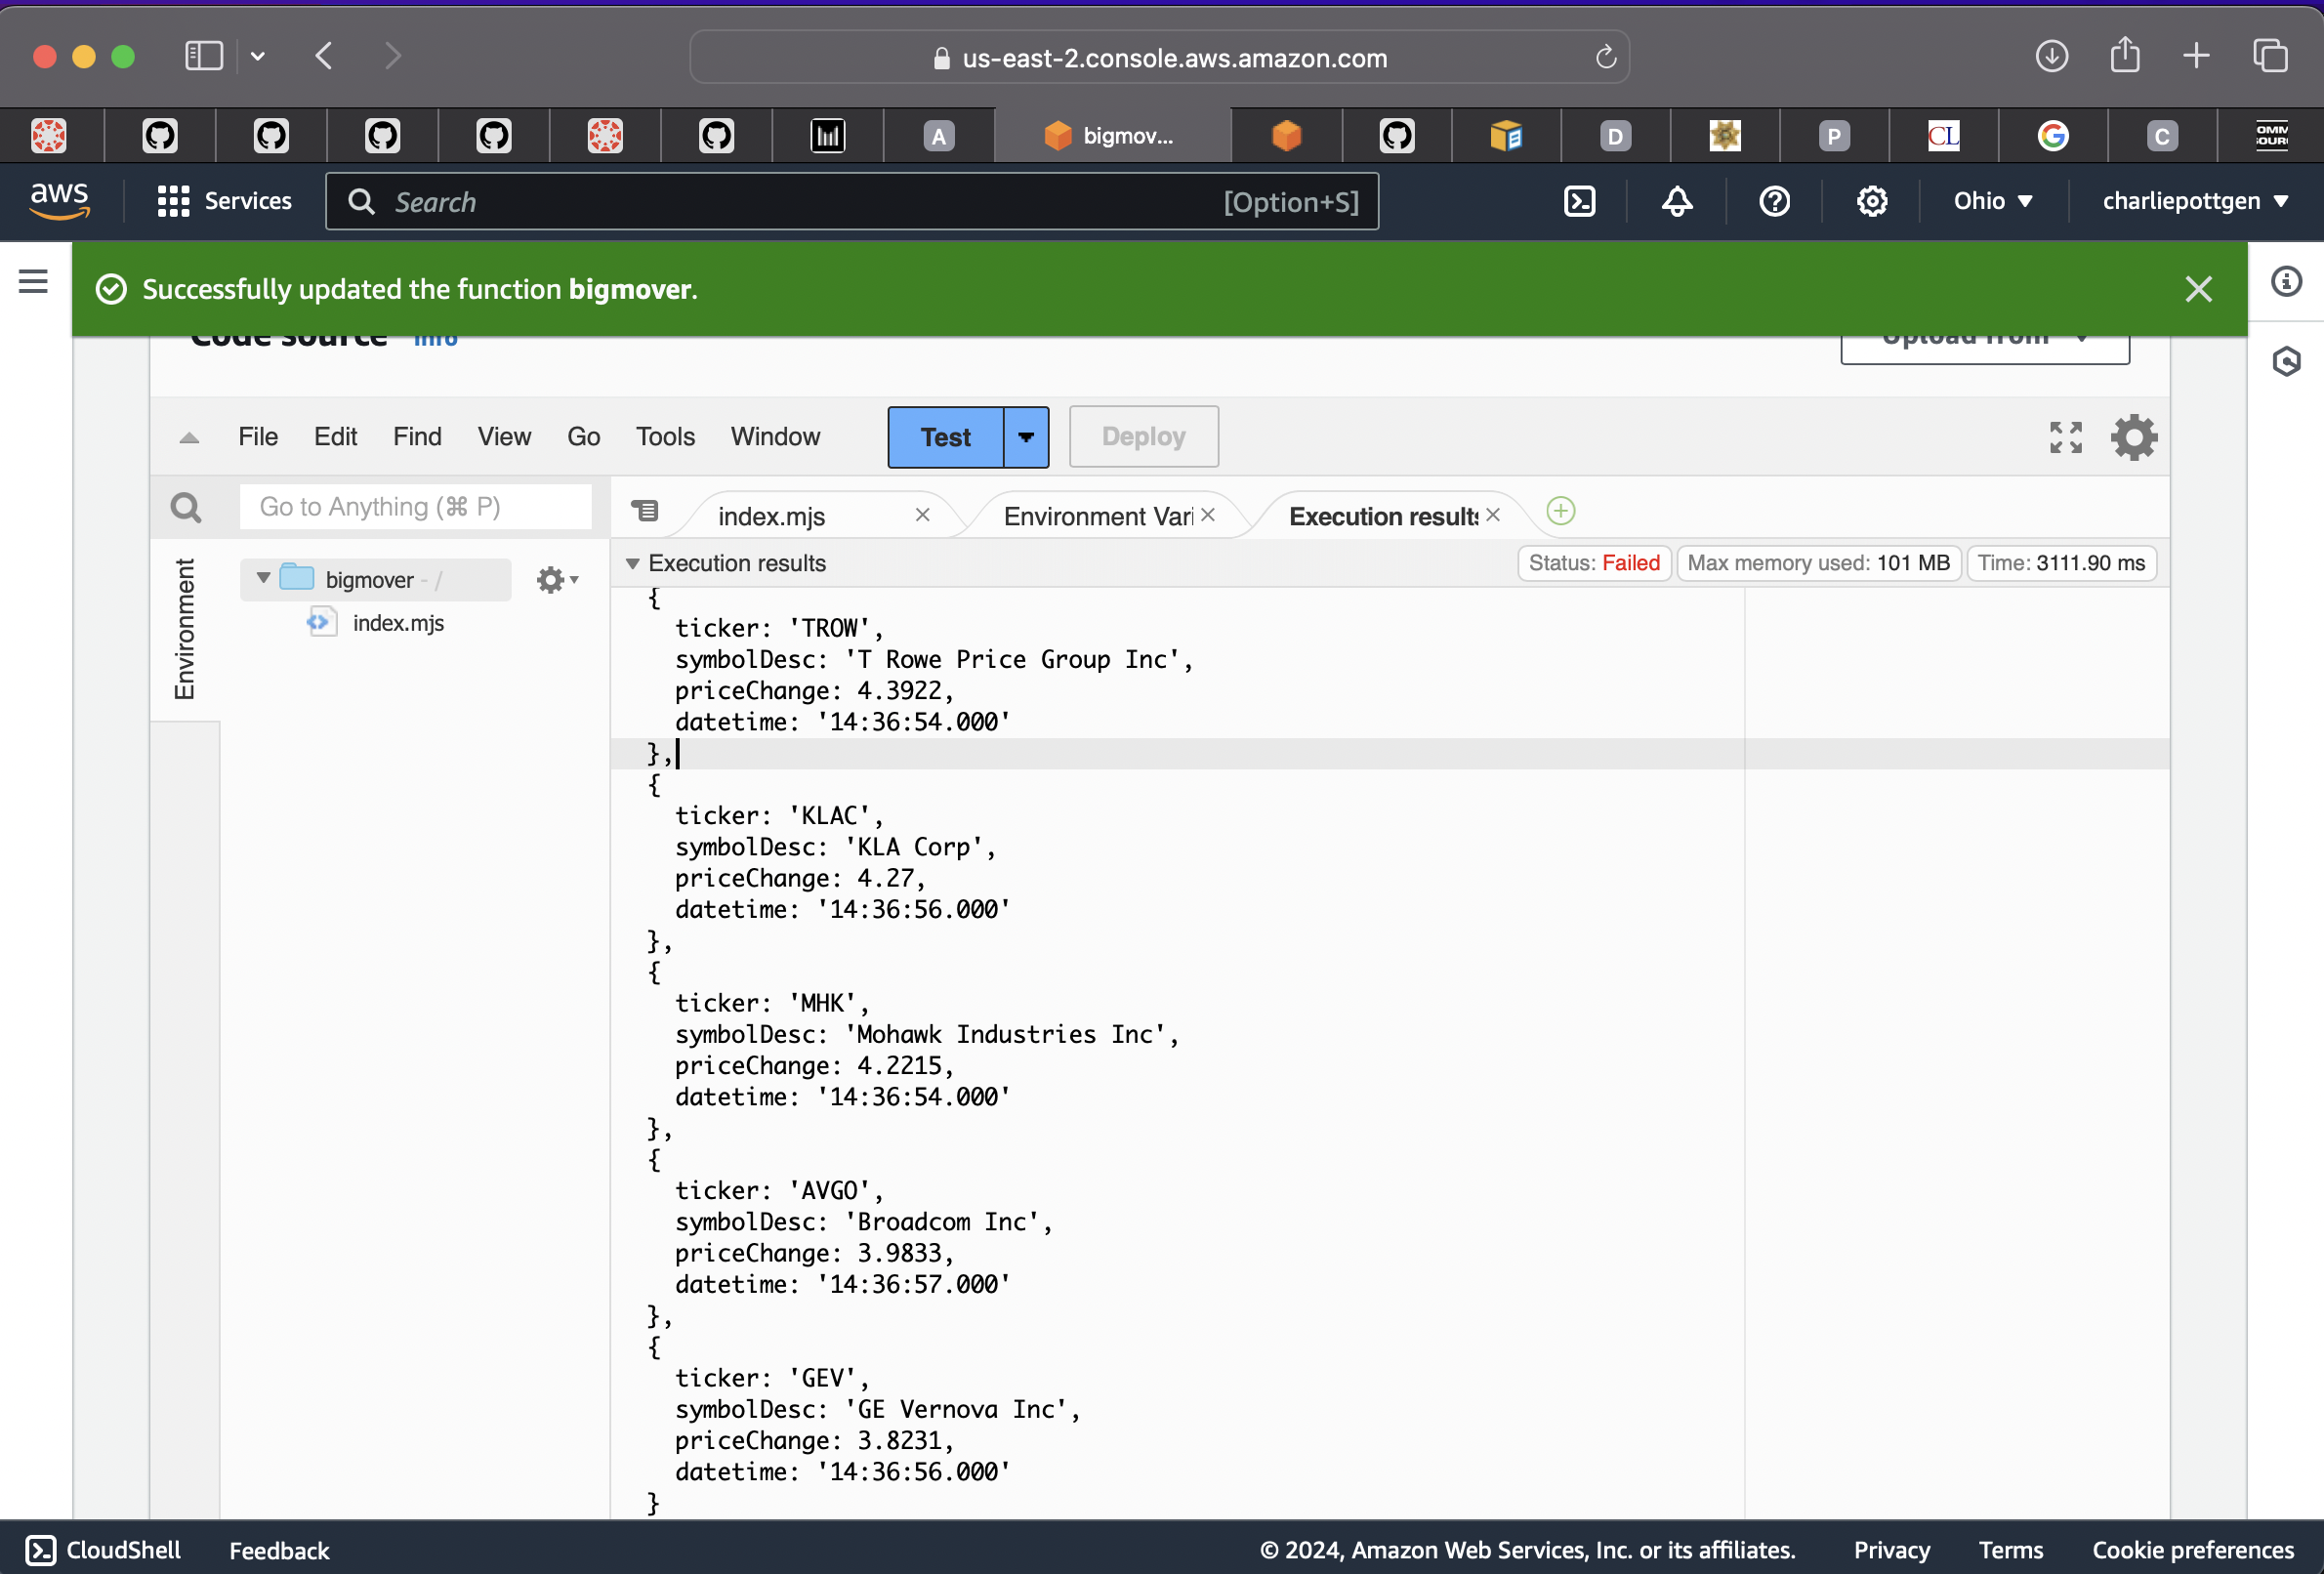 us-east-2.console.aws.amazon.com
A
bigmov...
D
P
CL
G
C
OMM
OUR
aws
Services
Search
[Option+S]
Ohio
charliepottgen
Successfully updated the function bigmover.
Code source Info
Upload from
File Edit Find View Go Tools Window
Test
Deploy
Go to Anything (⌘ P)
index.mjs
Environment Vari
Execution results
Environment
bigmover - /
index.mjs
Execution results
Status: Failed
Max memory used: 101 MB
Time: 3111.90 ms
{
ticker: 'TROW',
symbolDesc: 'T Rowe Price Group Inc',
priceChange: 4.3922,
datetime: '14:36:54.000'
},
{
ticker: 'KLAC',
symbolDesc: 'KLA Corp',
priceChange: 4.27,
datetime: '14:36:56.000'
},
{
ticker: 'MHK',
symbolDesc: 'Mohawk Industries Inc',
priceChange: 4.2215,
datetime: '14:36:54.000'
},
{
ticker: 'AVGO',
symbolDesc: 'Broadcom Inc',
priceChange: 3.9833,
datetime: '14:36:57.000'
},
{
ticker: 'GEV',
symbolDesc: 'GE Vernova Inc',
priceChange: 3.8231,
datetime: '14:36:56.000'
}
CloudShell
Feedback
© 2024, Amazon Web Services, Inc. or its affiliates.
Privacy
Terms
Cookie preferences